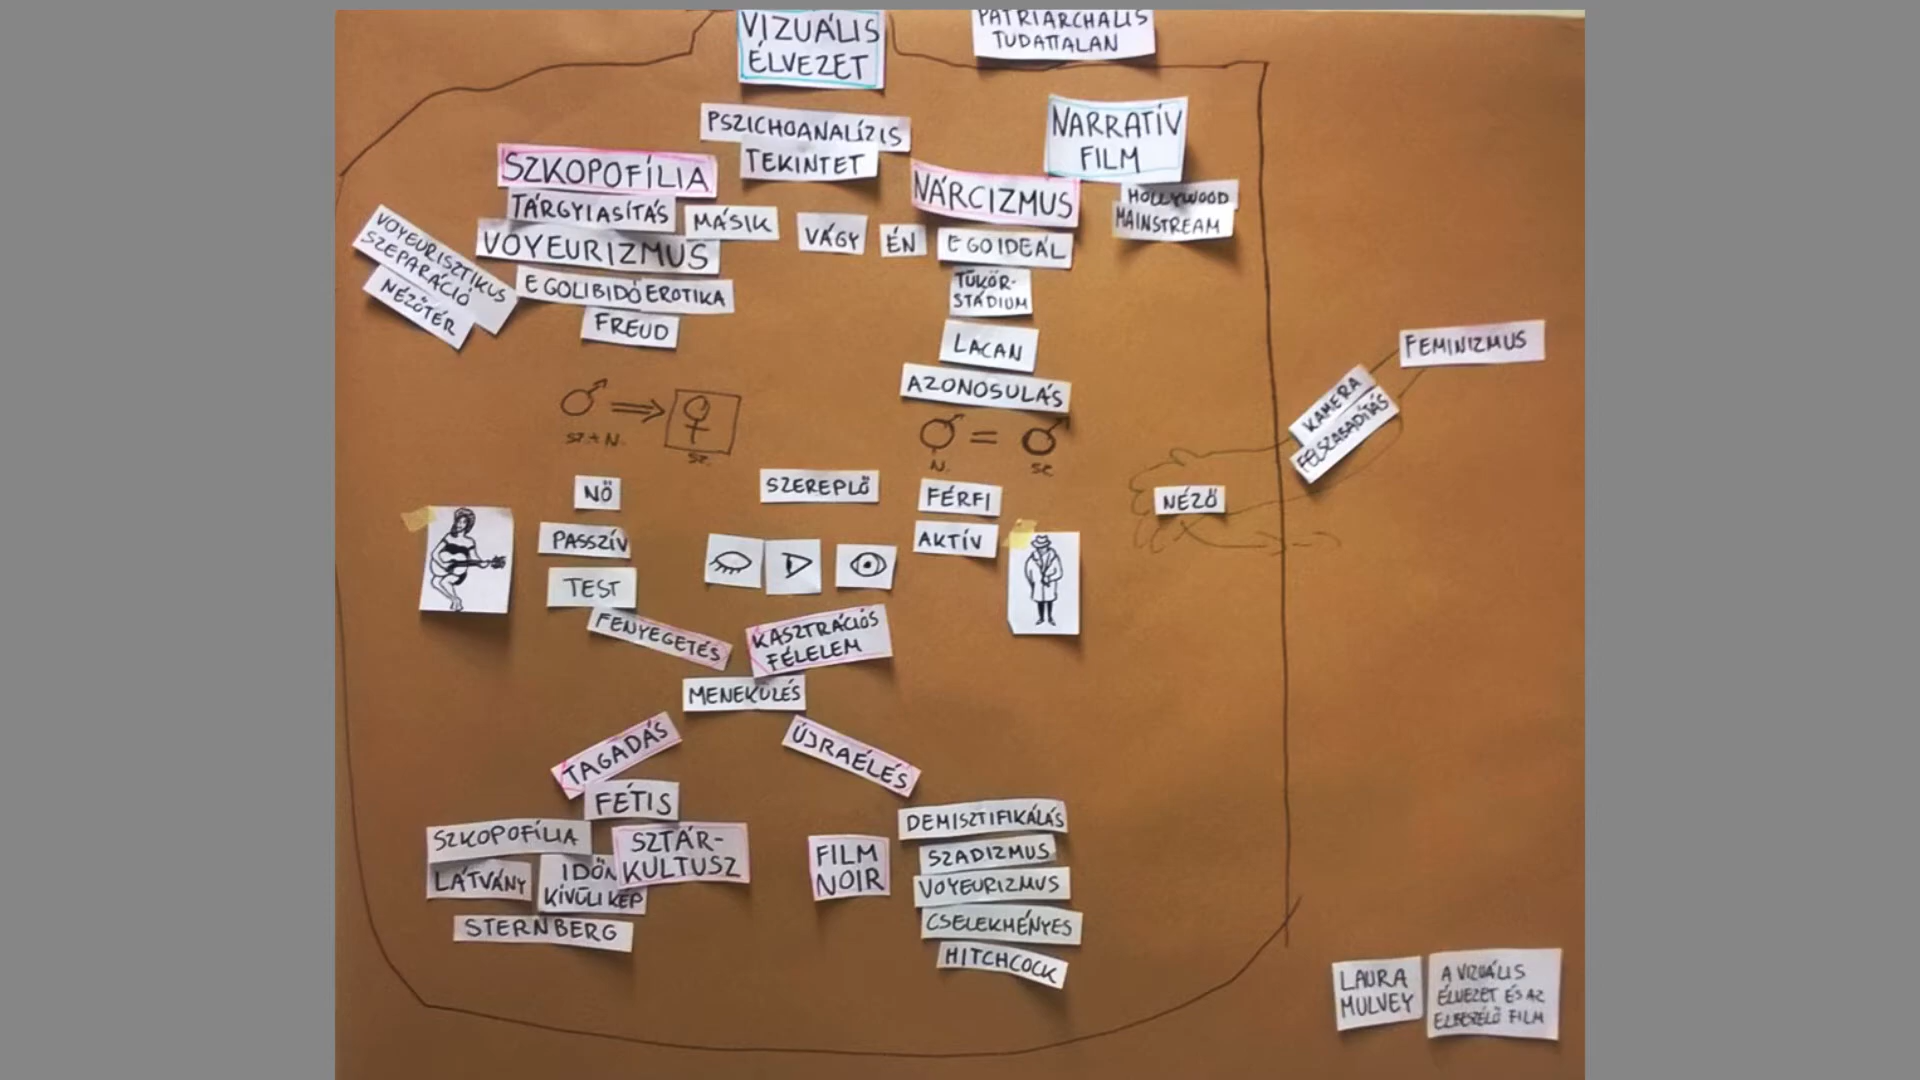 VIZUÁLIS
ÉLVEZET
PATRIARCHÁLIS
TUDATTALAN
PSZICHOANALÍZIS
TEKINTET
NARRATÍV
FILM
HOLLYWOOD
MAINSTREAM
SZKOPOFÍLIA
TÁRGYIASÍTÁS
MÁSIK
VÁGY
ÉN
NÁRCIZMUS
EGOIDEÁL
VOYEURIZMUS
VOYEURISZTIKUS
SZEPARÁCIÓ
NÉZŐTÉR
EGOLIBIDÓ EROTIKA
FREUD
TÜKÖR-
STÁDIUM
LACAN
AZONOSULÁS
FEMINIZMUS
KAMERA
FELSZABADÍTÁS
SZ.+N.
SZ.
N.
SZ
NŐ
SZEREPLŐ
FÉRFI
NÉZŐ
PASSZÍV
AKTÍV
TEST
FENYEGETÉS
KASZTRÁCIÓS
FÉLELEM
MENEKÜLÉS
TAGADÁS
ÚJRAÉLÉS
FÉTIS
SZKOPOFÍLIA
SZTÁR-
KULTUSZ
LÁTVÁNY
IDŐN
KÍVÜLI KÉP
STERNBERG
FILM
NOIR
DEMISZTIFIKÁLÁS
SZADIZMUS
VOYEURIZMUS
CSELEKMÉNYES
HITCHCOCK
LAURA
MULVEY
A VIZUÁLIS
ÉLVEZET ÉS AZ
ELBESZÉLŐ FILM